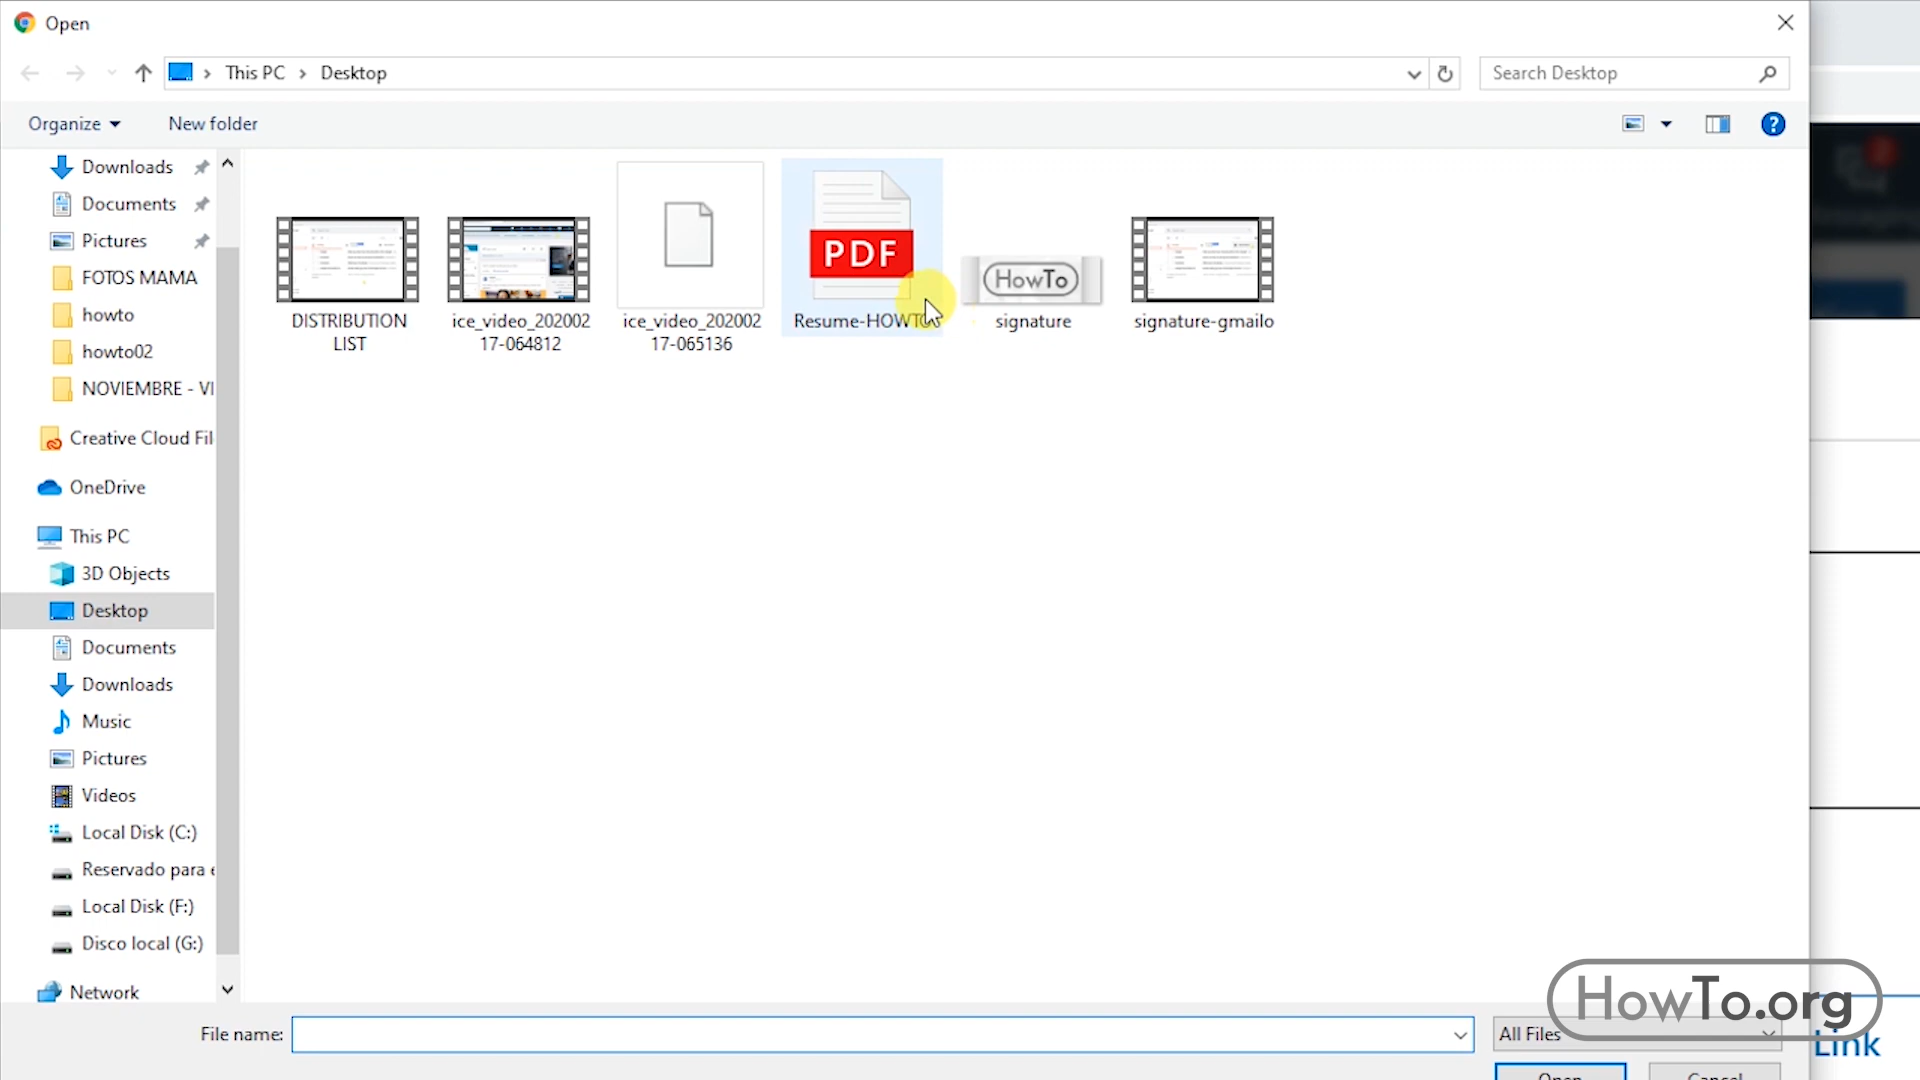 Open
This PC
Desktop
Search Desktop
Organize
New folder
Downloads
Documents
Pictures
FOTOS MAMA
howto
howto02
NOVIEMBRE - VI
Creative Cloud Fil
OneDrive
This PC
3D Objects
Desktop
Documents
Downloads
Music
Pictures
Videos
Local Disk (C:)
Reservado para e
Local Disk (F:)
Disco local (G:)
Network
DISTRIBUTION
LIST
ice_video_202002
17-064812
ice_video_202002
17-065136
PDF
Resume-HOWTO
HowTo
signature
signature-gmailo
File name:
All Files
Open
Cancel
HowTo.org
Link